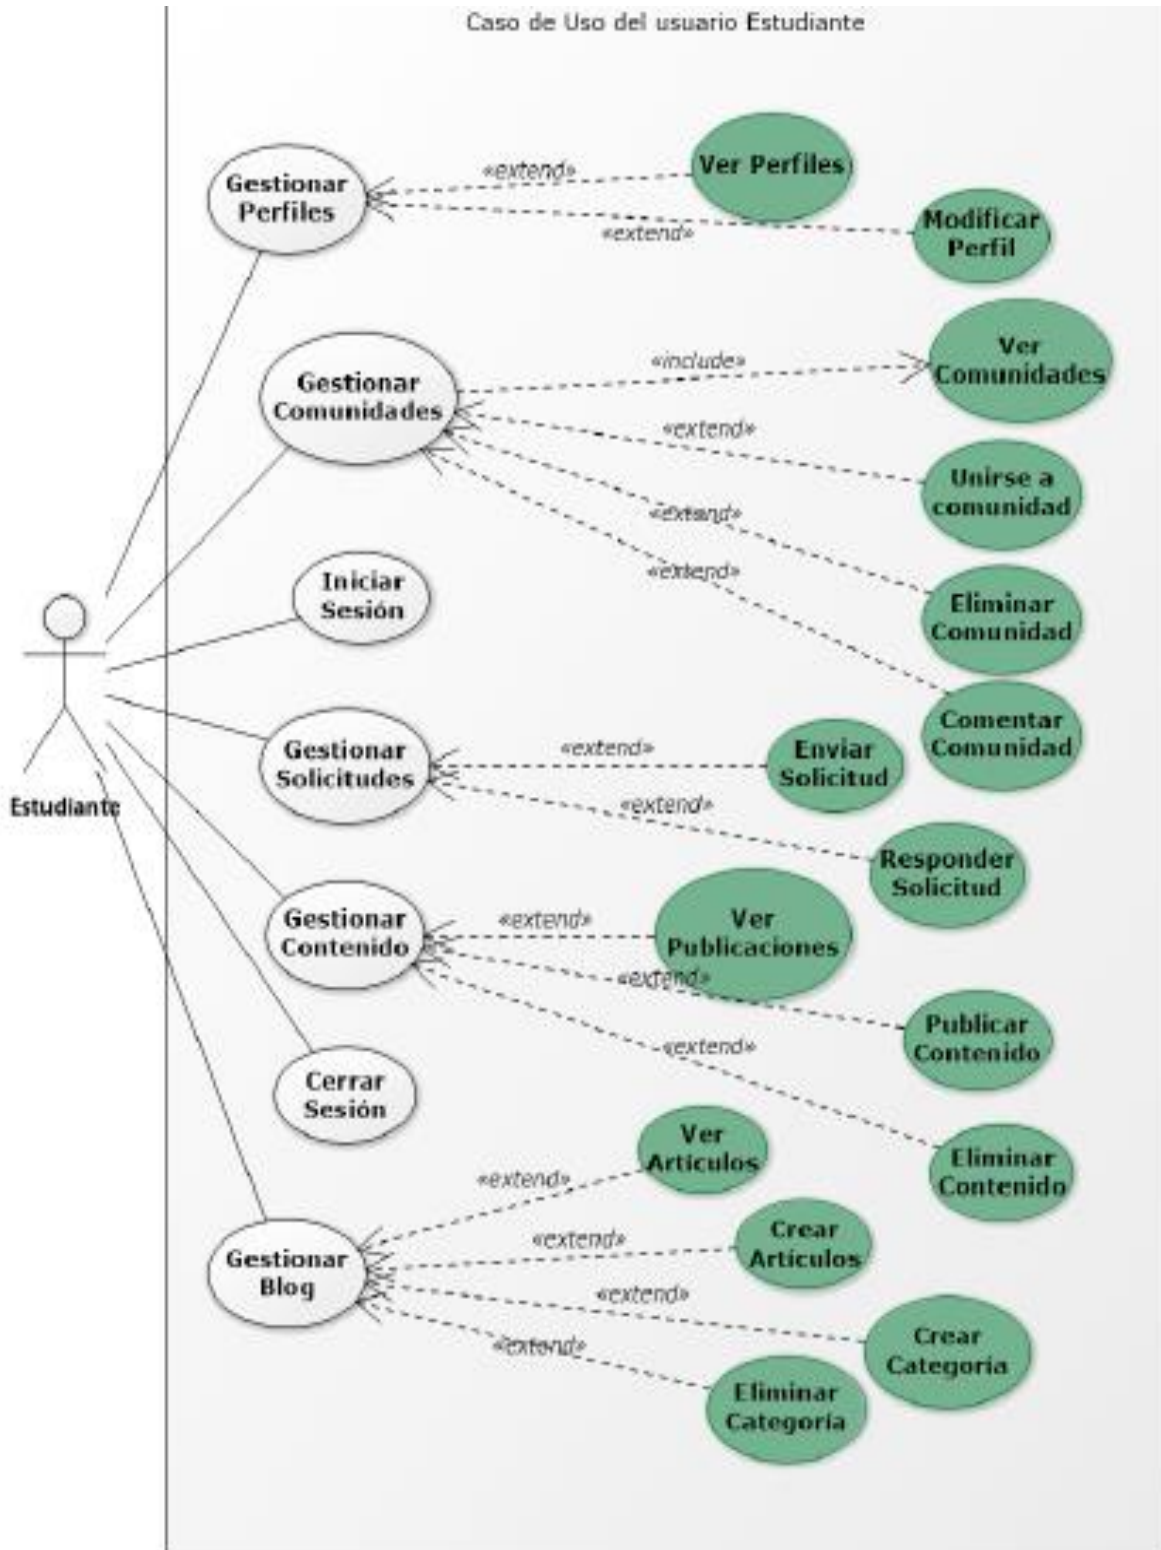 Caso de Uso del usuario Estudiante
Gestionar
Perfiles
«extend»
Ver Perfiles
«extend»
Modificar
Perfil
Gestionar
Comunidades
«include»
Ver
Comunidades
«extend»
Unirse a
comunidad
«extend»
Eliminar
Comunidad
«extend»
Comentar
Comunidad
Iniciar
Sesión
Estudiante
Gestionar
Solicitudes
«extend»
Enviar
Solicitud
«extend»
Responder
Solicitud
Gestionar
Contenido
«extend»
Ver
Publicaciones
«extend»
Publicar
Contenido
«extend»
Eliminar
Contenido
Cerrar
Sesión
Gestionar
Blog
«extend»
Ver
Artículos
«extend»
Crear
Artículos
«extend»
Crear
Categoría
«extend»
Eliminar
Categoría